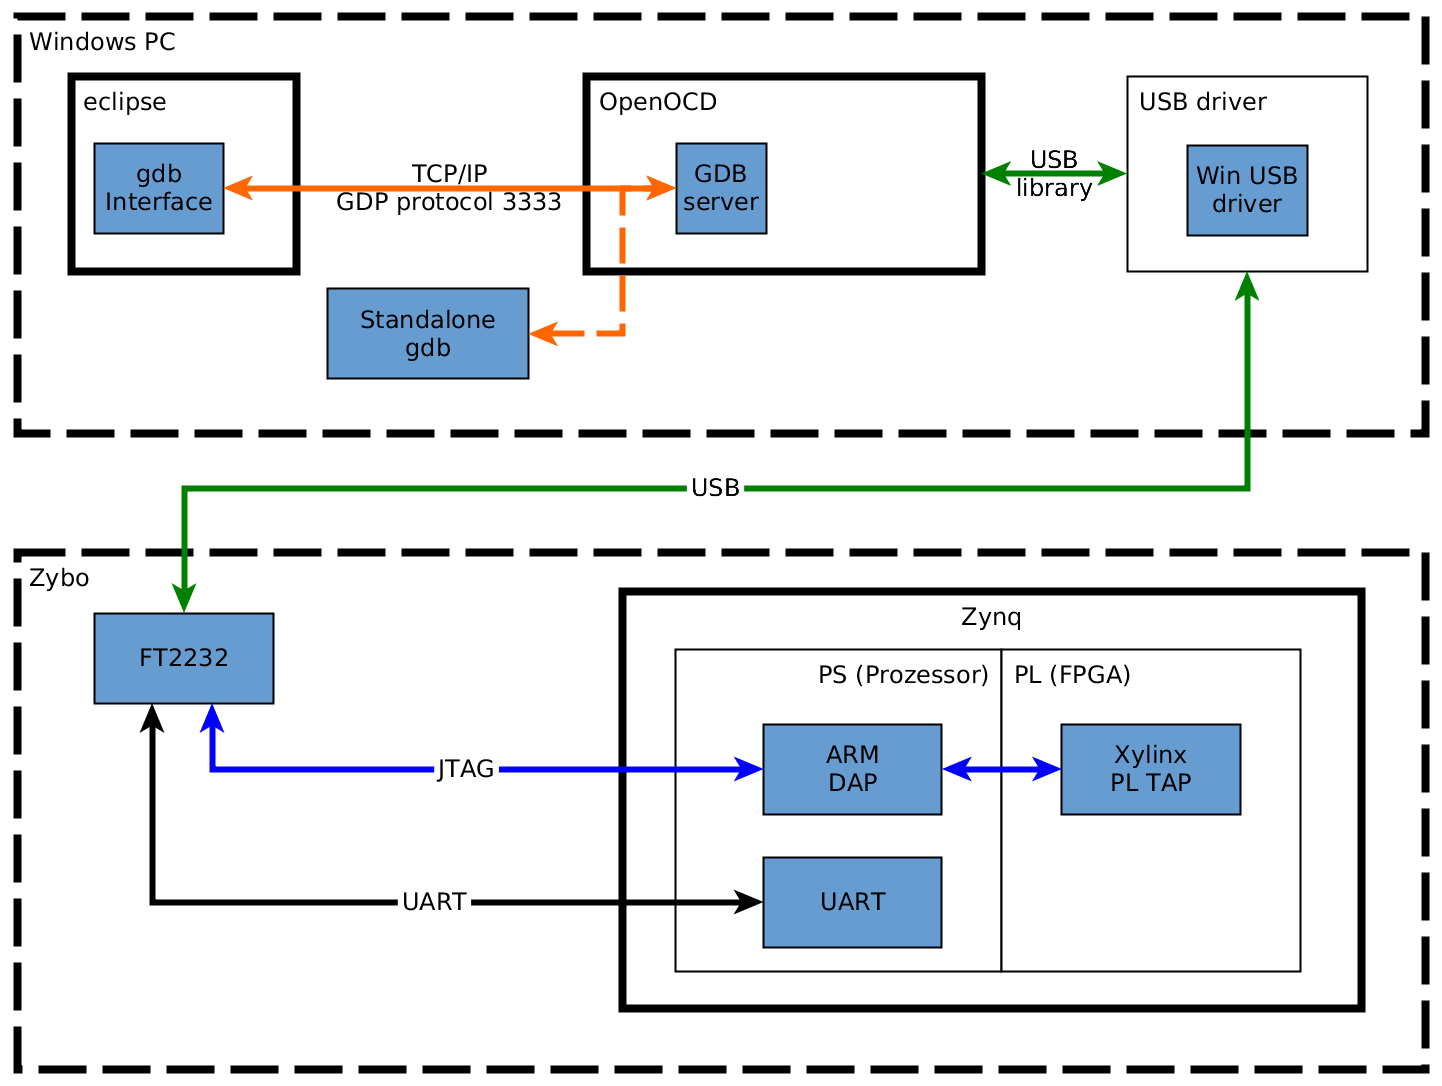 Windows PC
eclipse
OpenOCD
USB driver
gdb
Interface
TCP/IP
GDP protocol 3333
GDB
server
USB
library
Win USB
driver
Standalone
gdb
USB
Zybo
FT2232
Zynq
PS (Prozessor)
PL (FPGA)
JTAG
ARM
DAP
Xylinx
PL TAP
UART
UART